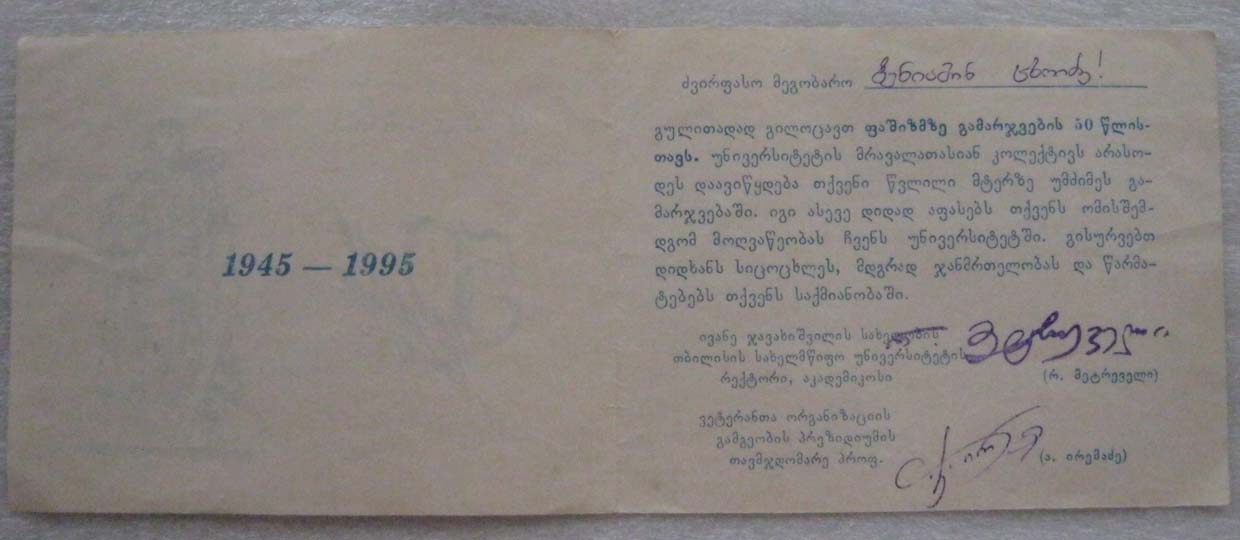 1945 — 1995
ძვირფასო მეგობარო ბენიამინ !
გულითადად გილოცავთ ფაშიზმზე გამარჯვების 50 წლის-
თავს. უნივერსიტეტის მრავალათასიან კოლექტივს არასო-
დეს დაავიწყდება თქვენი წვლილი მტერზე უმძიმეს გა-
მარჯვებაში. იგი ასევე დიდად აფასებს თქვენს ომისშემ-
დგომ მოღვაწეობას ჩვენს უნივერსიტეტში. გისურვებთ
დიდხანს სიცოცხლეს, მდგრად ჯანმრთელობას და წარმა-
ტებებს თქვენს საქმიანობაში.
ივანე ჯავახიშვილის სახელობის
თბილისის სახელმწიფო უნივერსიტეტის
რექტორი, აკადემიკოსი
(რ. მეტრეველი)
ვეტერანთა ორგანიზაციის
გამგეობის პრეზიდიუმის
თავმჯდომარე პროფ.
(ა. ირემაძე)